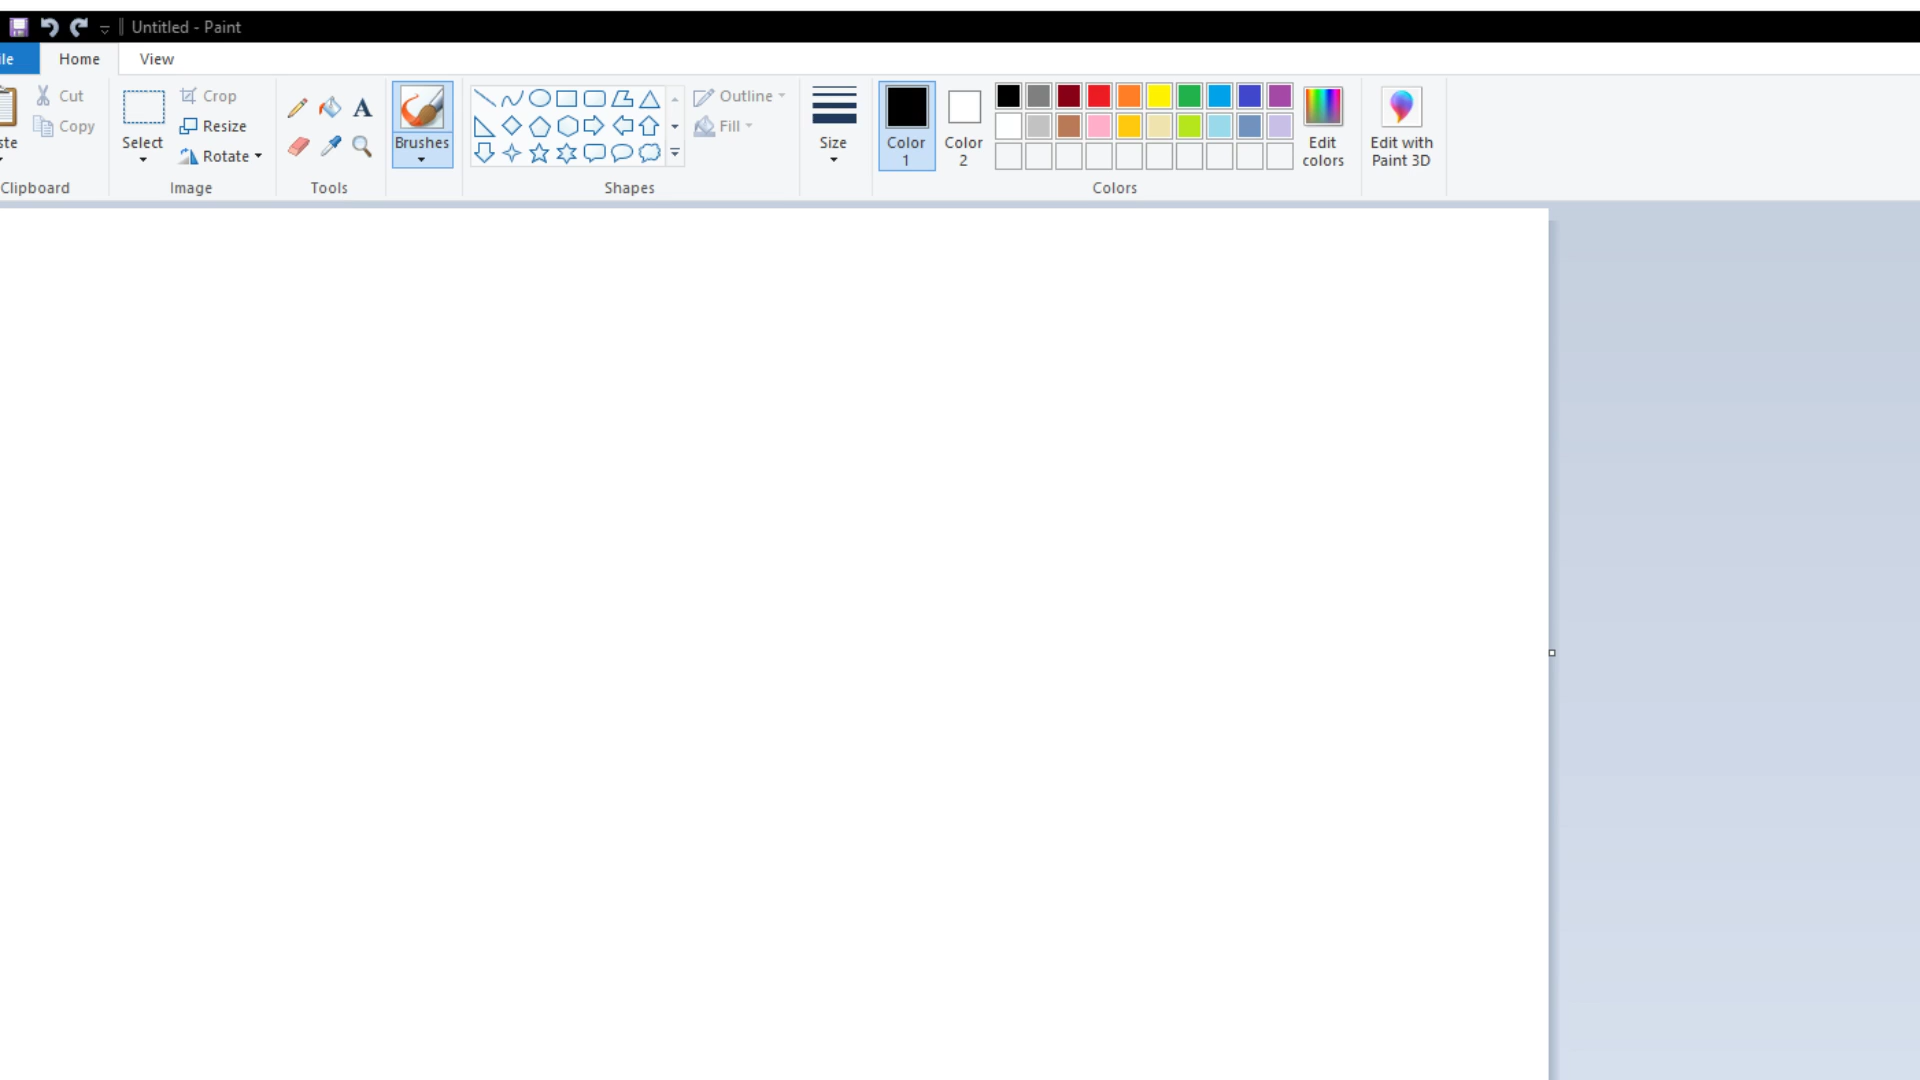 Untitled - Paint
ile
Home
View
ste
Cut
Copy
Clipboard
Select
Crop
Resize
Rotate
Image
A
Tools
Brushes
Shapes
Outline
Fill
Size
Color
1
Color
2
Colors
Edit
colors
Edit with
Paint 3D